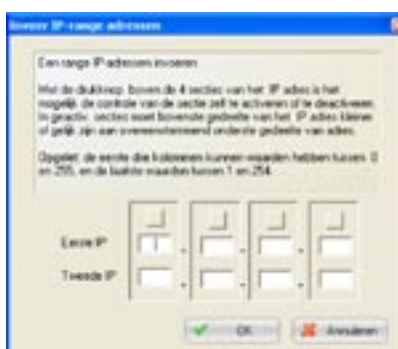 Invoer IP-range adressen
Een range IP-adressen invoeren
Met de drukknop boven de 4 secties van het IP adres is het
mogelijk de controle van de sectie zelf te activeren of te deactiveren.
In geactiv. secties moet bovenste gedeelte van het IP adres kleiner
of gelijk zijn aan overeenstemmend onderste gedeelte van adres.
Opgelet: de eerste drie kolommen kunnen waarden hebben tussen 0
en 255, en de laatste waarden tussen 1 en 254.
Eerste IP
Tweede IP
OK
Annuleren